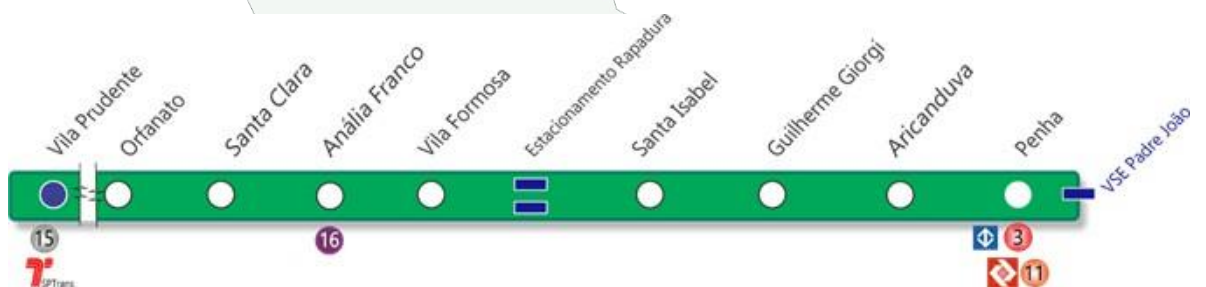 Vila Prudente
Orfanato
Santa Clara
Anália Franco
Vila Formosa
Estacionamento Rapadura
Santa Isabel
Guilherme Giorgi
Aricanduva
Penha
VSE Padre João
15
SPTrans
16
3
11